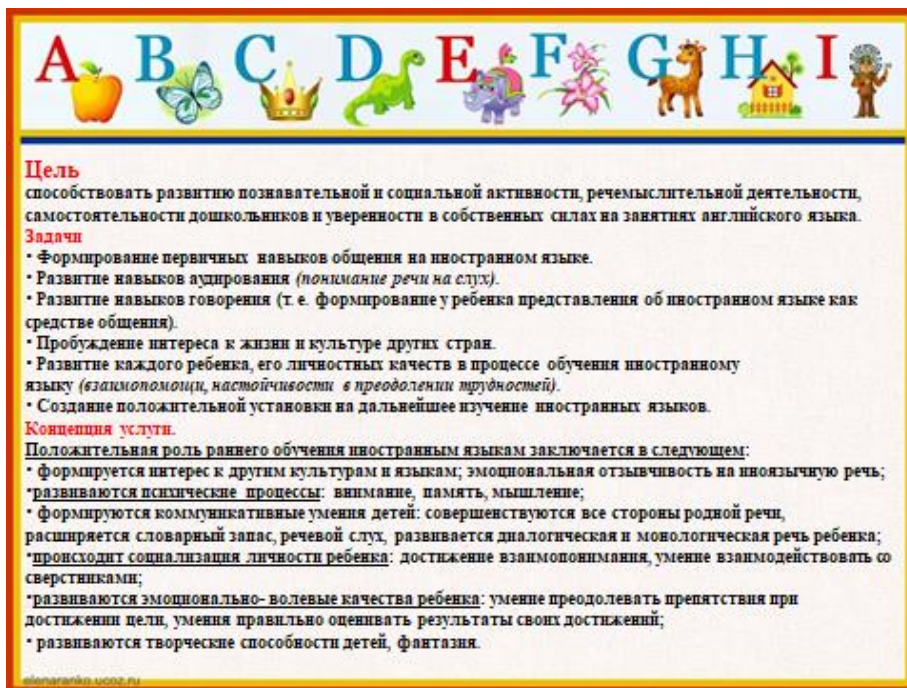 A B C D E F G H I
Цель
способствовать развитию познавательной и социальной активности, речемыслительной деятельности,
самостоятельности дошкольников и уверенности в собственных силах на занятиях английского языка.
Задачи
• Формирование первичных навыков общения на иностранном языке.
• Развитие навыков аудирования (понимание речи на слух).
• Развитие навыков говорения (т. е. формирование у ребенка представления об иностранном языке как
средстве общения).
• Пробуждение интереса к жизни и культуре других стран.
• Развитие каждого ребенка, его личностных качеств в процессе обучения иностранному
языку (взаимопомощи, настойчивости в преодолении трудностей).
• Создание положительной установки на дальнейшее изучение иностранных языков.
Концепция услуги.
Положительная роль раннего обучения иностранным языкам заключается в следующем:
• формируется интерес к другим культурам и языкам; эмоциональная отзывчивость на иноязычную речь;
•развиваются психические процессы: внимание, память, мышление;
• формируются коммуникативные умения детей: совершенствуются все стороны родной речи,
расширяется словарный запас, речевой слух, развивается диалогическая и монологическая речь ребенка;
•происходит социализация личности ребенка: достижение взаимопонимания, умение взаимодействовать со
сверстниками;
•развиваются эмоционально- волевые качества ребенка: умение преодолевать препятствия при
достижении цели, умения правильно оценивать результаты своих достижений;
• развиваются творческие способности детей, фантазия.
elenaranko.ucoz.ru